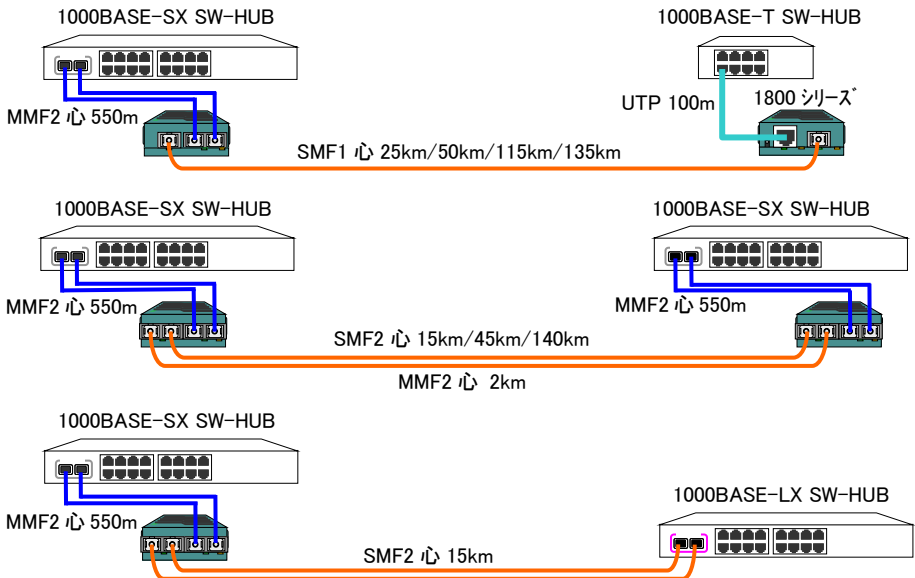 1000BASE-SX SW-HUB
1000BASE-T SW-HUB
MMF2 心 550m
UTP 100m
1800 シリーズ
SMF1 心 25km/50km/115km/135km
1000BASE-SX SW-HUB
1000BASE-SX SW-HUB
MMF2 心 550m
MMF2 心 550m
SMF2 心 15km/45km/140km
MMF2 心 2km
1000BASE-SX SW-HUB
MMF2 心 550m
1000BASE-LX SW-HUB
SMF2 心 15km